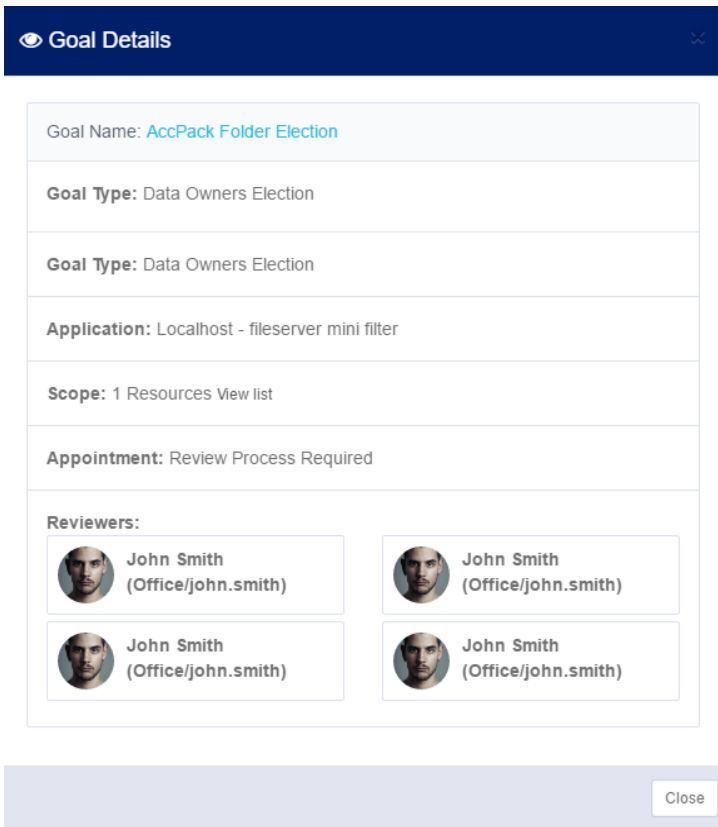 Goal Details
Goal Name: AccPack Folder Election
Goal Type: Data Owners Election
Goal Type: Data Owners Election
Application: Localhost - fileserver mini filter
Scope: 1 Resources View list
Appointment: Review Process Required
Reviewers:
John Smith
(Office/john.smith)
John Smith
(Office/john.smith)
John Smith
(Office/john.smith)
John Smith
(Office/john.smith)
Close